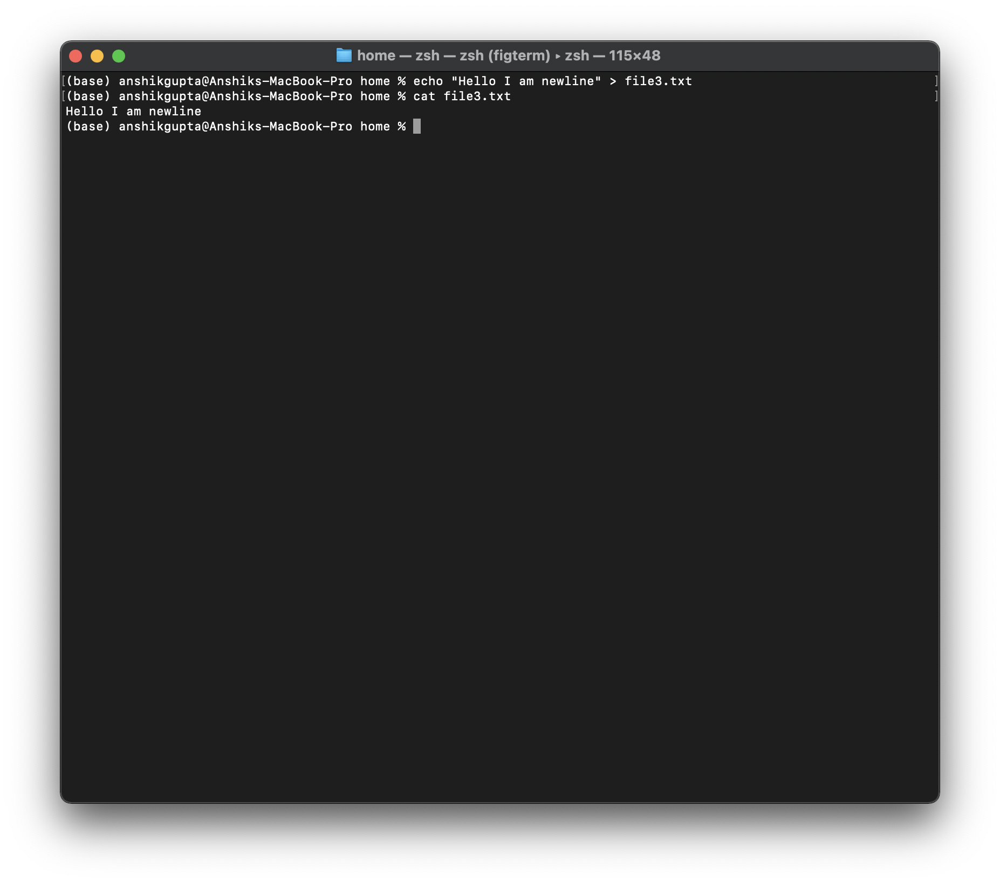 home — zsh — zsh (figterm) ▸ zsh — 115×48
[(base) anshikgupta@Anshiks-MacBook-Pro home % echo "Hello I am newline" > file3.txt ]
[(base) anshikgupta@Anshiks-MacBook-Pro home % cat file3.txt ]
Hello I am newline
(base) anshikgupta@Anshiks-MacBook-Pro home %